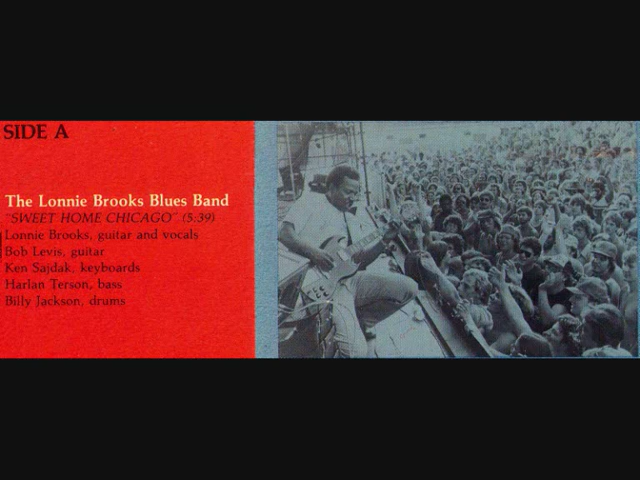 SIDE A
The Lonnie Brooks Blues Band
"SWEET HOME CHICAGO" (5:39)
Lonnie Brooks, guitar and vocals
Bob Levis, guitar
Ken Sajdak, keyboards
Harlan Terson, bass
Billy Jackson, drums